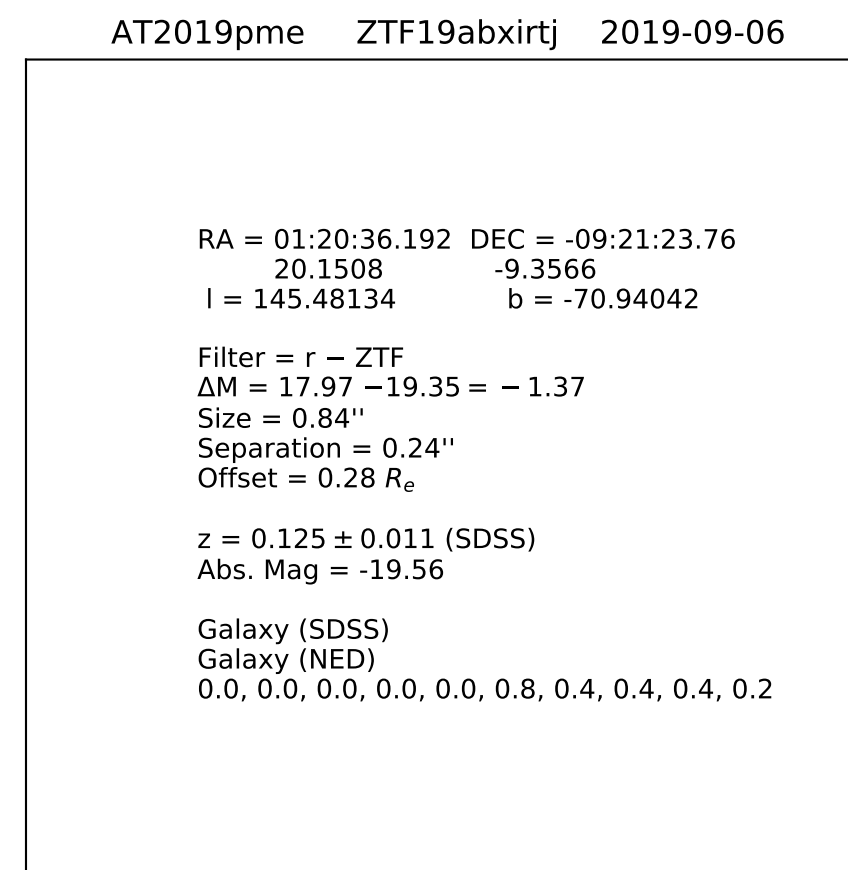 AT2019pme ZTF19abxirtj 2019-09-06
RA = 01:20:36.192 DEC = -09:21:23.76
20.1508 -9.3566
l = 145.48134 b = -70.94042
Filter = r − ZTF
ΔM = 17.97 −19.35 = − 1.37
Size = 0.84''
Separation = 0.24''
Offset = 0.28 Re
z = 0.125 ± 0.011 (SDSS)
Abs. Mag = -19.56
Galaxy (SDSS)
Galaxy (NED)
0.0, 0.0, 0.0, 0.0, 0.0, 0.8, 0.4, 0.4, 0.4, 0.2